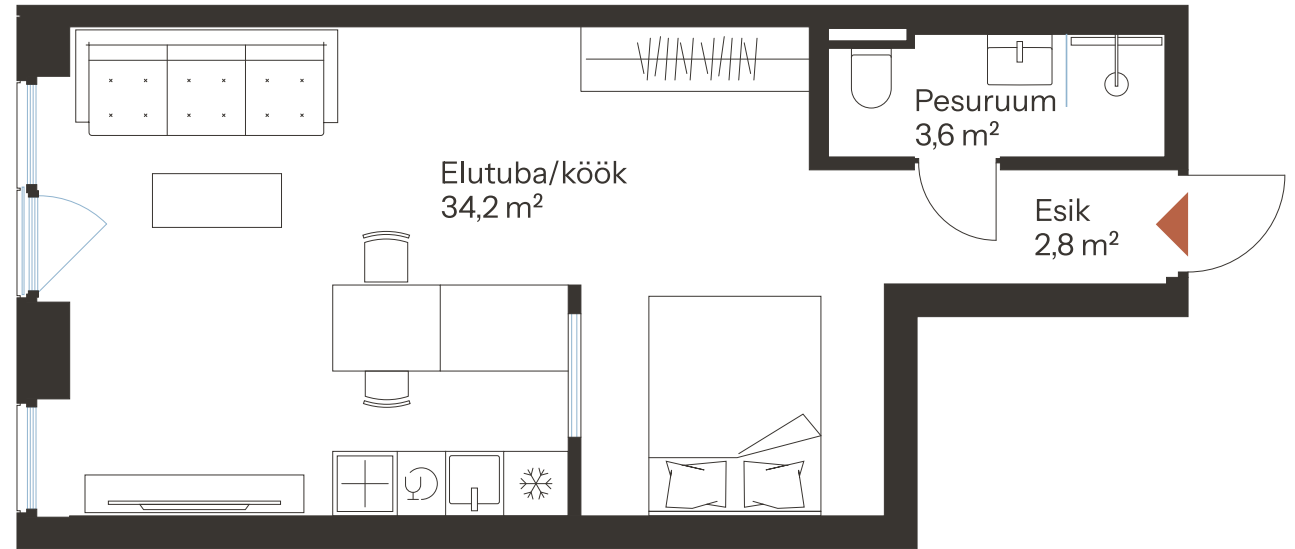 Pesuruum
3,6 m²
Elutuba/köök
34,2 m²
Esik
2,8 m²